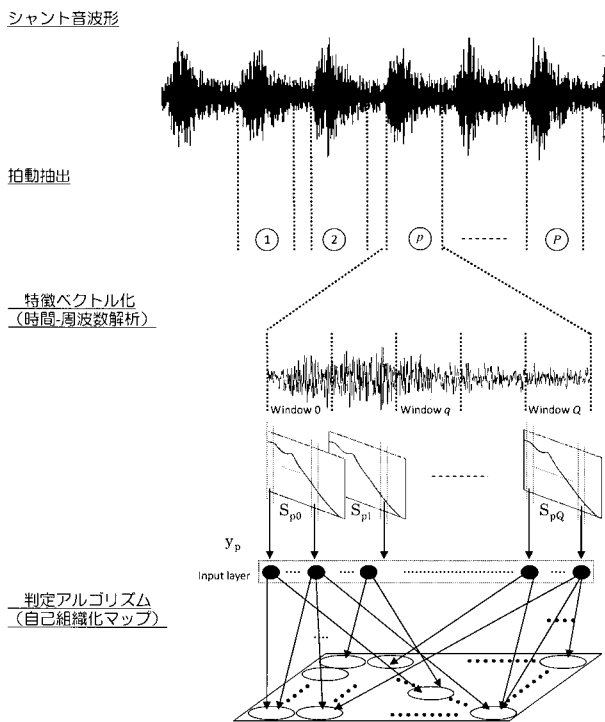 シャント音波形
拍動抽出
1 2 p P
特徴ベクトル化
(時間-周波数解析)
Window 0 Window q Window Q
Sp0 Sp1 SpQ
yp
Input layer
判定アルゴリズム
(自己組織化マップ)